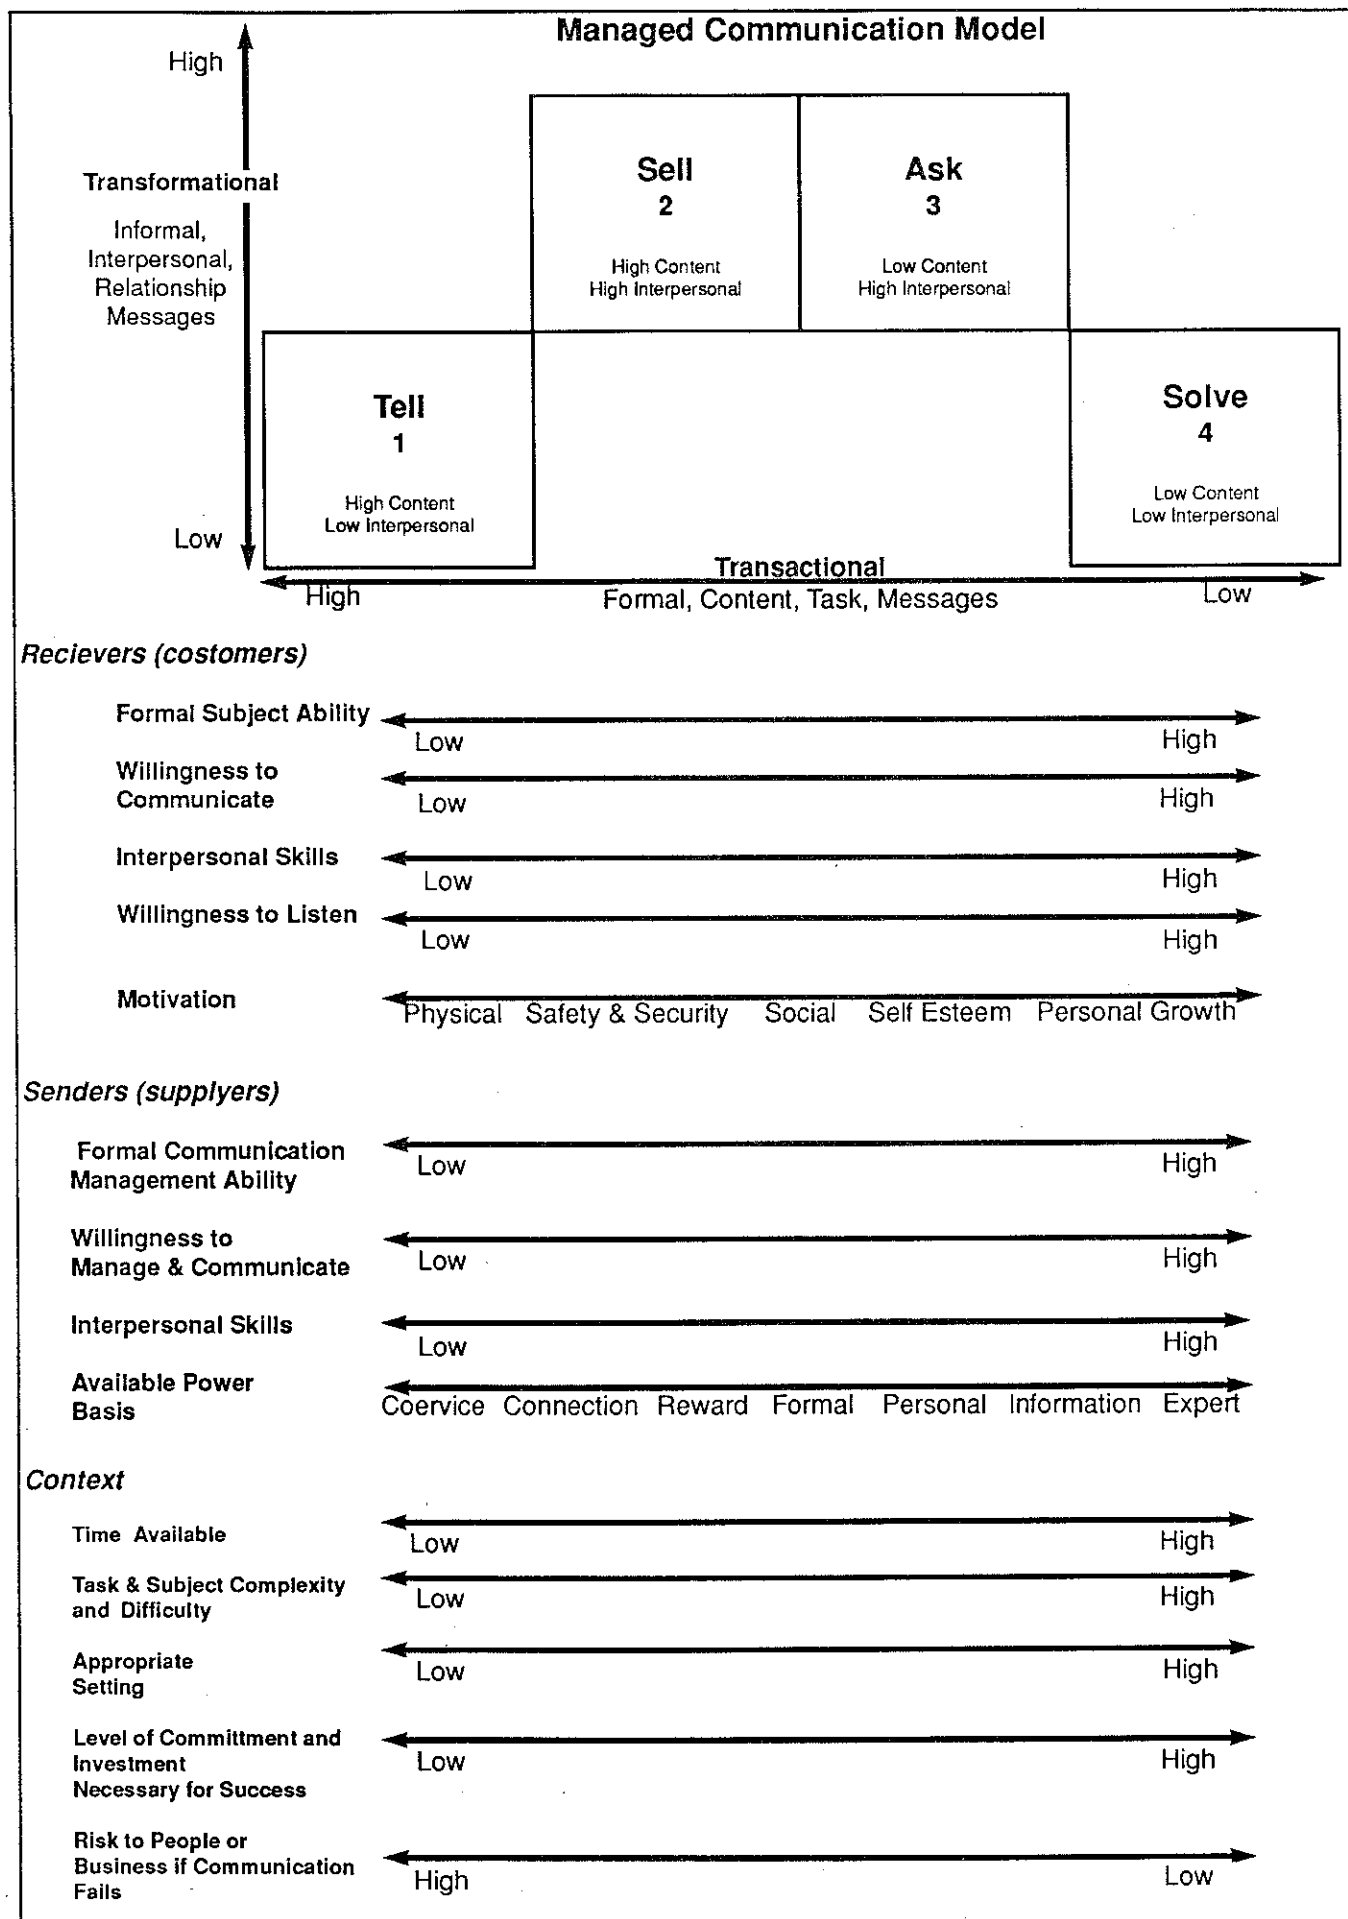 Managed Communication Model
High
Transformational
Informal,
Interpersonal,
Relationship
Messages
Low
Sell
2
High Content
High Interpersonal
Ask
3
Low Content
High Interpersonal
Tell
1
High Content
Low Interpersonal
Solve
4
Low Content
Low Interpersonal
Transactional
High
Formal, Content, Task, Messages
Low
Recievers (costomers)
Formal Subject Ability
Low
High
Willingness to
Communicate
Low
High
Interpersonal Skills
Low
High
Willingness to Listen
Low
High
Motivation
Physical Safety & Security Social Self Esteem Personal Growth
Senders (supplyers)
Formal Communication
Management Ability
Low
High
Willingness to
Manage & Communicate
Low
High
Interpersonal Skills
Low
High
Available Power
Basis
Coervice Connection Reward Formal Personal Information Expert
Context
Time Available
Low
High
Task & Subject Complexity
and Difficulty
Low
High
Appropriate
Setting
Low
High
Level of Committment and
Investment
Necessary for Success
Low
High
Risk to People or
Business if Communication
Fails
High
Low